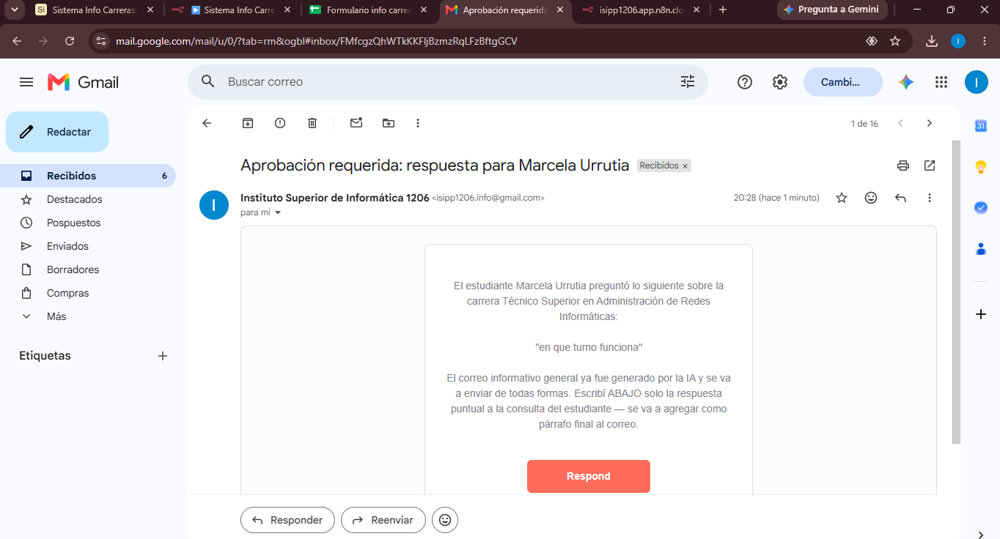 Sistema Info Carreras
Sistema Info Carre
Formulario info carrer
Aprobación requerida
isipp1206.app.n8n.clo
Pregunta a Gemini
mail.google.com/mail/u/0/?tab=rm&ogbl#inbox/FMfcgzQhWTkKKFljBzmzRqLFzBftgGCV
I
Gmail
Buscar correo
Cambi...
I
Redactar
1 de 16
31
Recibidos
6
Destacados
Pospuestos
Enviados
Borradores
Compras
Más
Etiquetas
Aprobación requerida: respuesta para Marcela Urrutia
Recibidos ×
I
Instituto Superior de Informática 1206 <isipp1206.info@gmail.com>
20:28 (hace 1 minuto)
para mí
El estudiante Marcela Urrutia preguntó lo siguiente sobre la
carrera Técnico Superior en Administración de Redes
Informáticas:
"en que turno funciona"
El correo informativo general ya fue generado por la IA y se va
a enviar de todas formas. Escribí ABAJO solo la respuesta
puntual a la consulta del estudiante — se va a agregar como
párrafo final al correo.
Respond
Responder
Reenviar